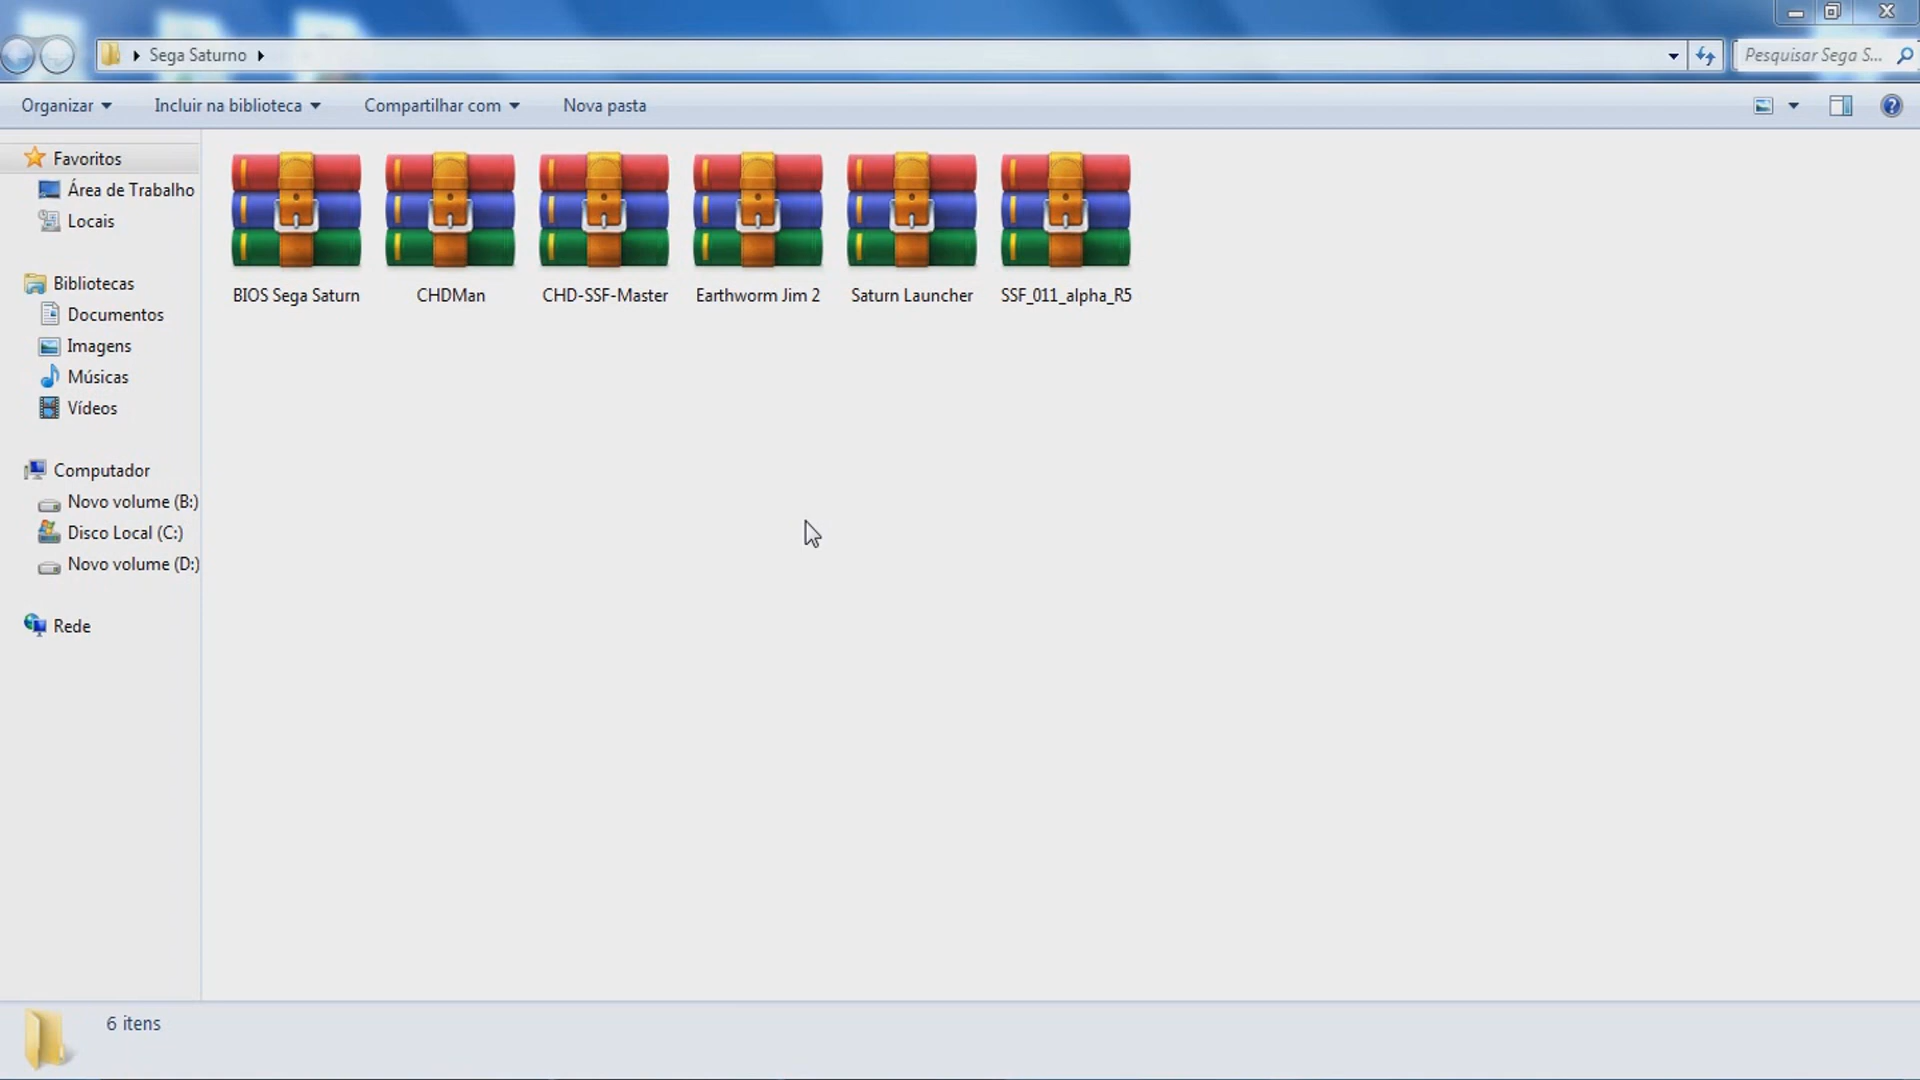 Sega Saturno
Pesquisar Sega S...
Organizar
Incluir na biblioteca
Compartilhar com
Nova pasta
Favoritos
Área de Trabalho
Locais
Bibliotecas
Documentos
Imagens
Músicas
Vídeos
Computador
Novo volume (B:)
Disco Local (C:)
Novo volume (D:)
Rede
BIOS Sega Saturn
CHDMan
CHD-SSF-Master
Earthworm Jim 2
Saturn Launcher
SSF_011_alpha_R5
6 itens